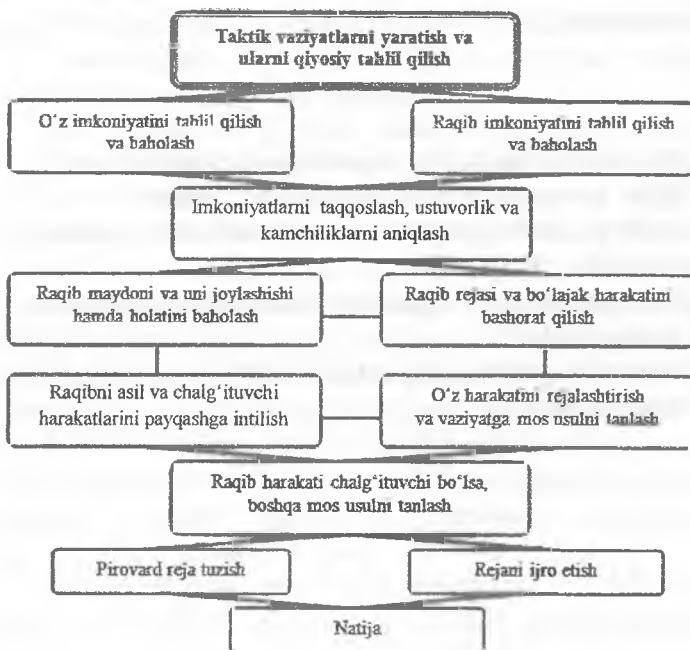 Taktik vaziyatlarni yaratish va
ularni qiyosiy tahlil qilish
O‘z imkoniyatini tahlil qilish
va baholash
Raqib imkoniyatini tahlil qilish
va baholash
Imkoniyatlarni taqqoslash, ustuvorlik va
kamchiliklarni aniqlash
Raqib maydoni va uni joylashishi
hamda holatini baholash
Raqib rejasi va bo‘lajak harakatini
bashorat qilish
Raqibni asil va chalg‘ituvchi
harakatlarini payqashga intilish
O‘z harakatini rejalashtirish
va vaziyatga mos usulni tanlash
Raqib harakati chalg‘ituvchi bo‘lsa,
boshqa mos usulni tanlash
Pirovard reja tuzish
Rejani ijro etish
Natija